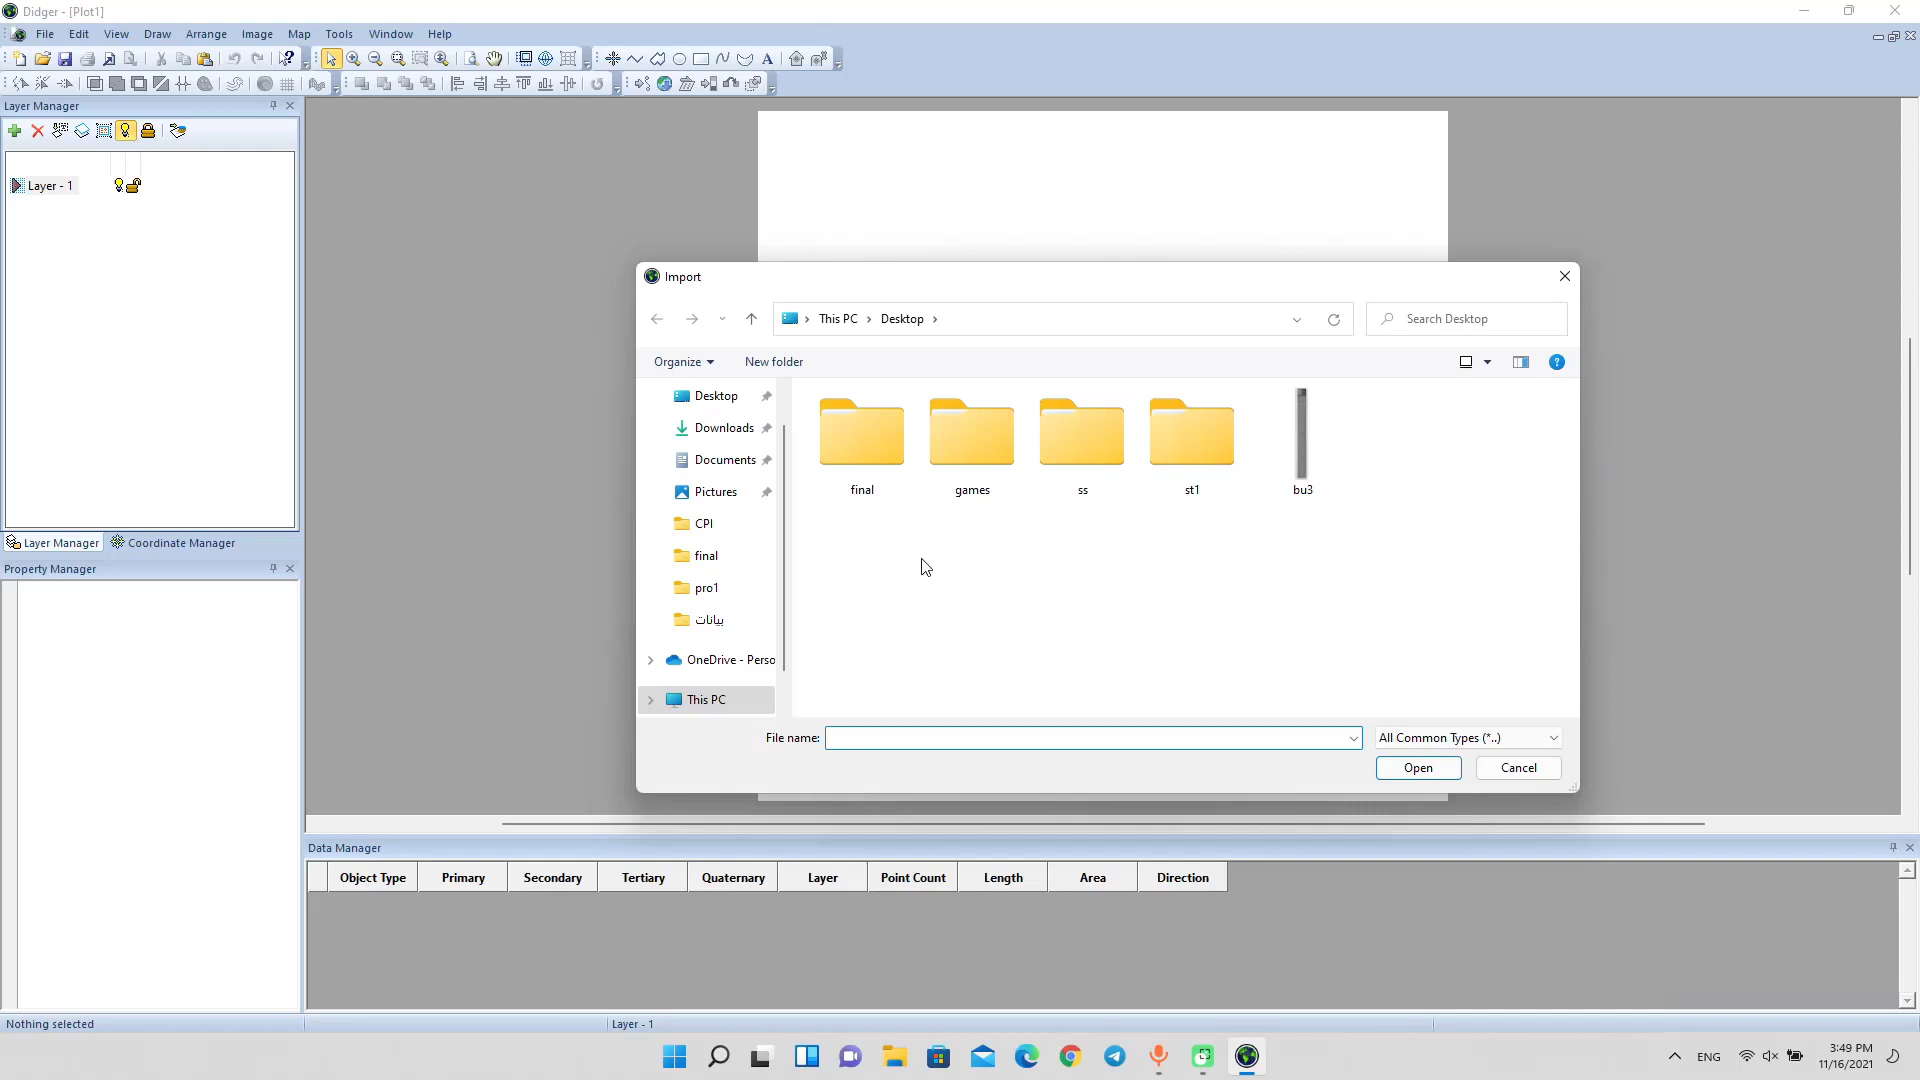 Didger - [Plot1]
File Edit View Draw Arrange Image Map Tools Window Help
Layer Manager
Layer - 1
Layer Manager Coordinate Manager
Property Manager
Import
This PC Desktop
Search Desktop
Organize New folder
Desktop
Downloads
Documents
Pictures
CPI
final
pro1
بيانات
OneDrive - Perso
This PC
final games ss st1 bu3
File name:
All Common Types (*..)
Open Cancel
Data Manager
Object Type Primary Secondary Tertiary Quaternary Layer Point Count Length Area Direction
Nothing selected
Layer - 1
ENG
3:49 PM
11/16/2021